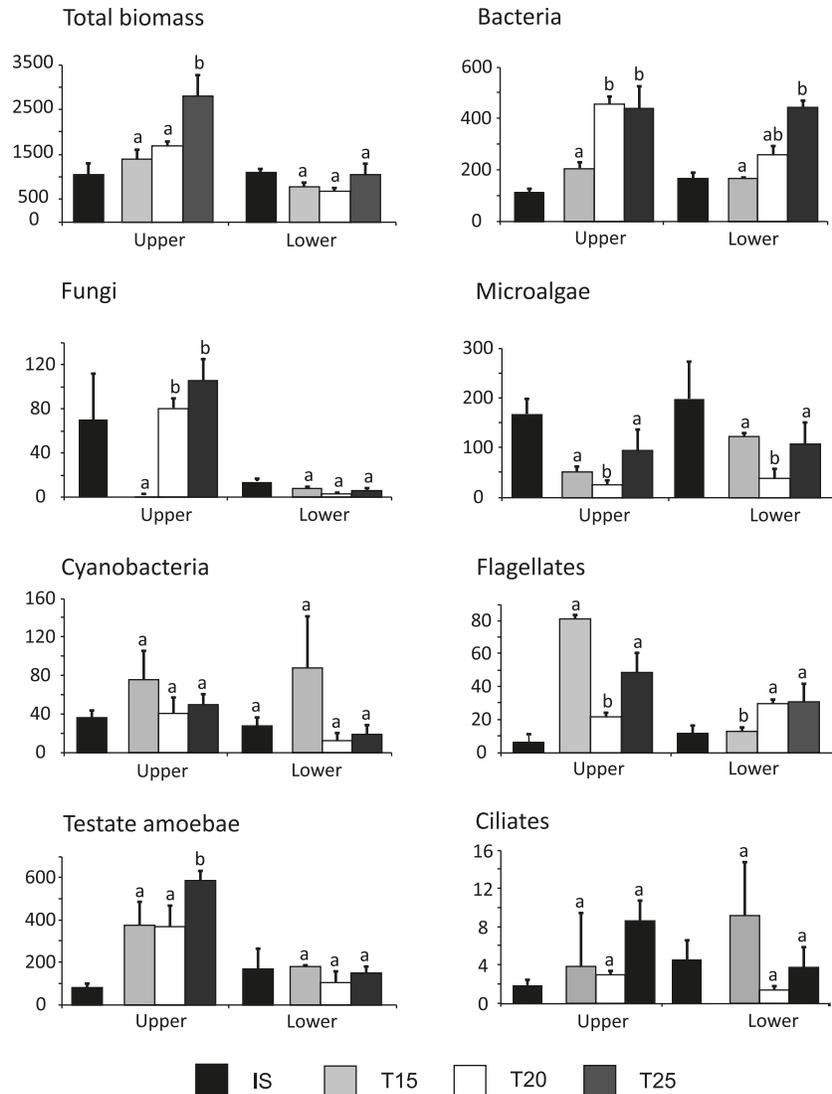 Total biomass
3500
2500
1500
500
0
a
a
b
a
a
a
Upper
Lower
Bacteria
600
400
200
0
a
b
b
a
ab
b
Upper
Lower
Fungi
120
80
40
0
a
b
b
a
a
a
Upper
Lower
Microalgae
300
200
100
0
a
b
a
a
b
a
Upper
Lower
Cyanobacteria
160
120
80
40
0
a
a
a
a
a
a
a
Upper
Lower
Flagellates
80
60
40
20
0
a
b
a
b
a
a
Upper
Lower
Testate amoebae
600
400
200
0
a
a
b
a
a
a
Upper
Lower
Ciliates
16
12
8
4
0
a
a
a
a
a
a
Upper
Lower
IS T15 T20 T25